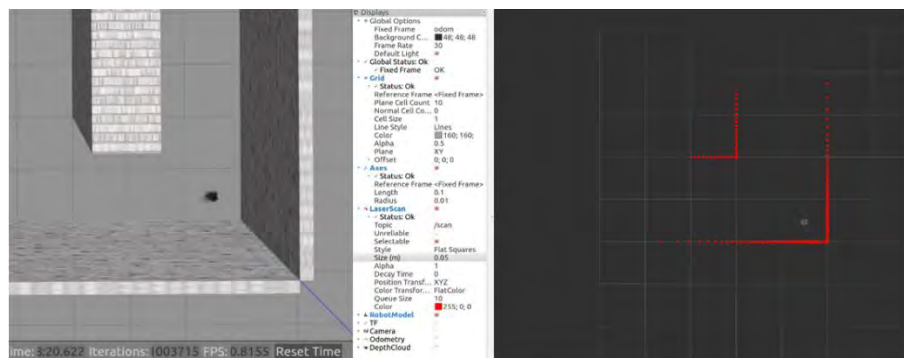 Displays
Global Options
Fixed Frame odom
Background C... 48; 48; 48
Frame Rate 30
Default Light
Global Status: Ok
Fixed Frame OK
Grid
Status: Ok
Reference Frame <Fixed Frame>
Plane Cell Count 10
Normal Cell Co... 0
Cell Size 1
Line Style Lines
Color 160; 160;
Alpha 0.5
Plane XY
Offset 0; 0; 0
Axes
Status: Ok
Reference Frame <Fixed Frame>
Length 0.1
Radius 0.01
LaserScan
Status: Ok
Topic /scan
Unreliable
Selectable
Style Flat Squares
Size (m) 0.05
Alpha 1
Decay Time 0
Position Transf... XYZ
Color Transfor... FlatColor
Queue Size 10
Color 255; 0; 0
RobotModel
TF
Camera
Odometry
DepthCloud
ime: 3:20.622 Iterations: 1003715 FPS: 0.8155 Reset Time